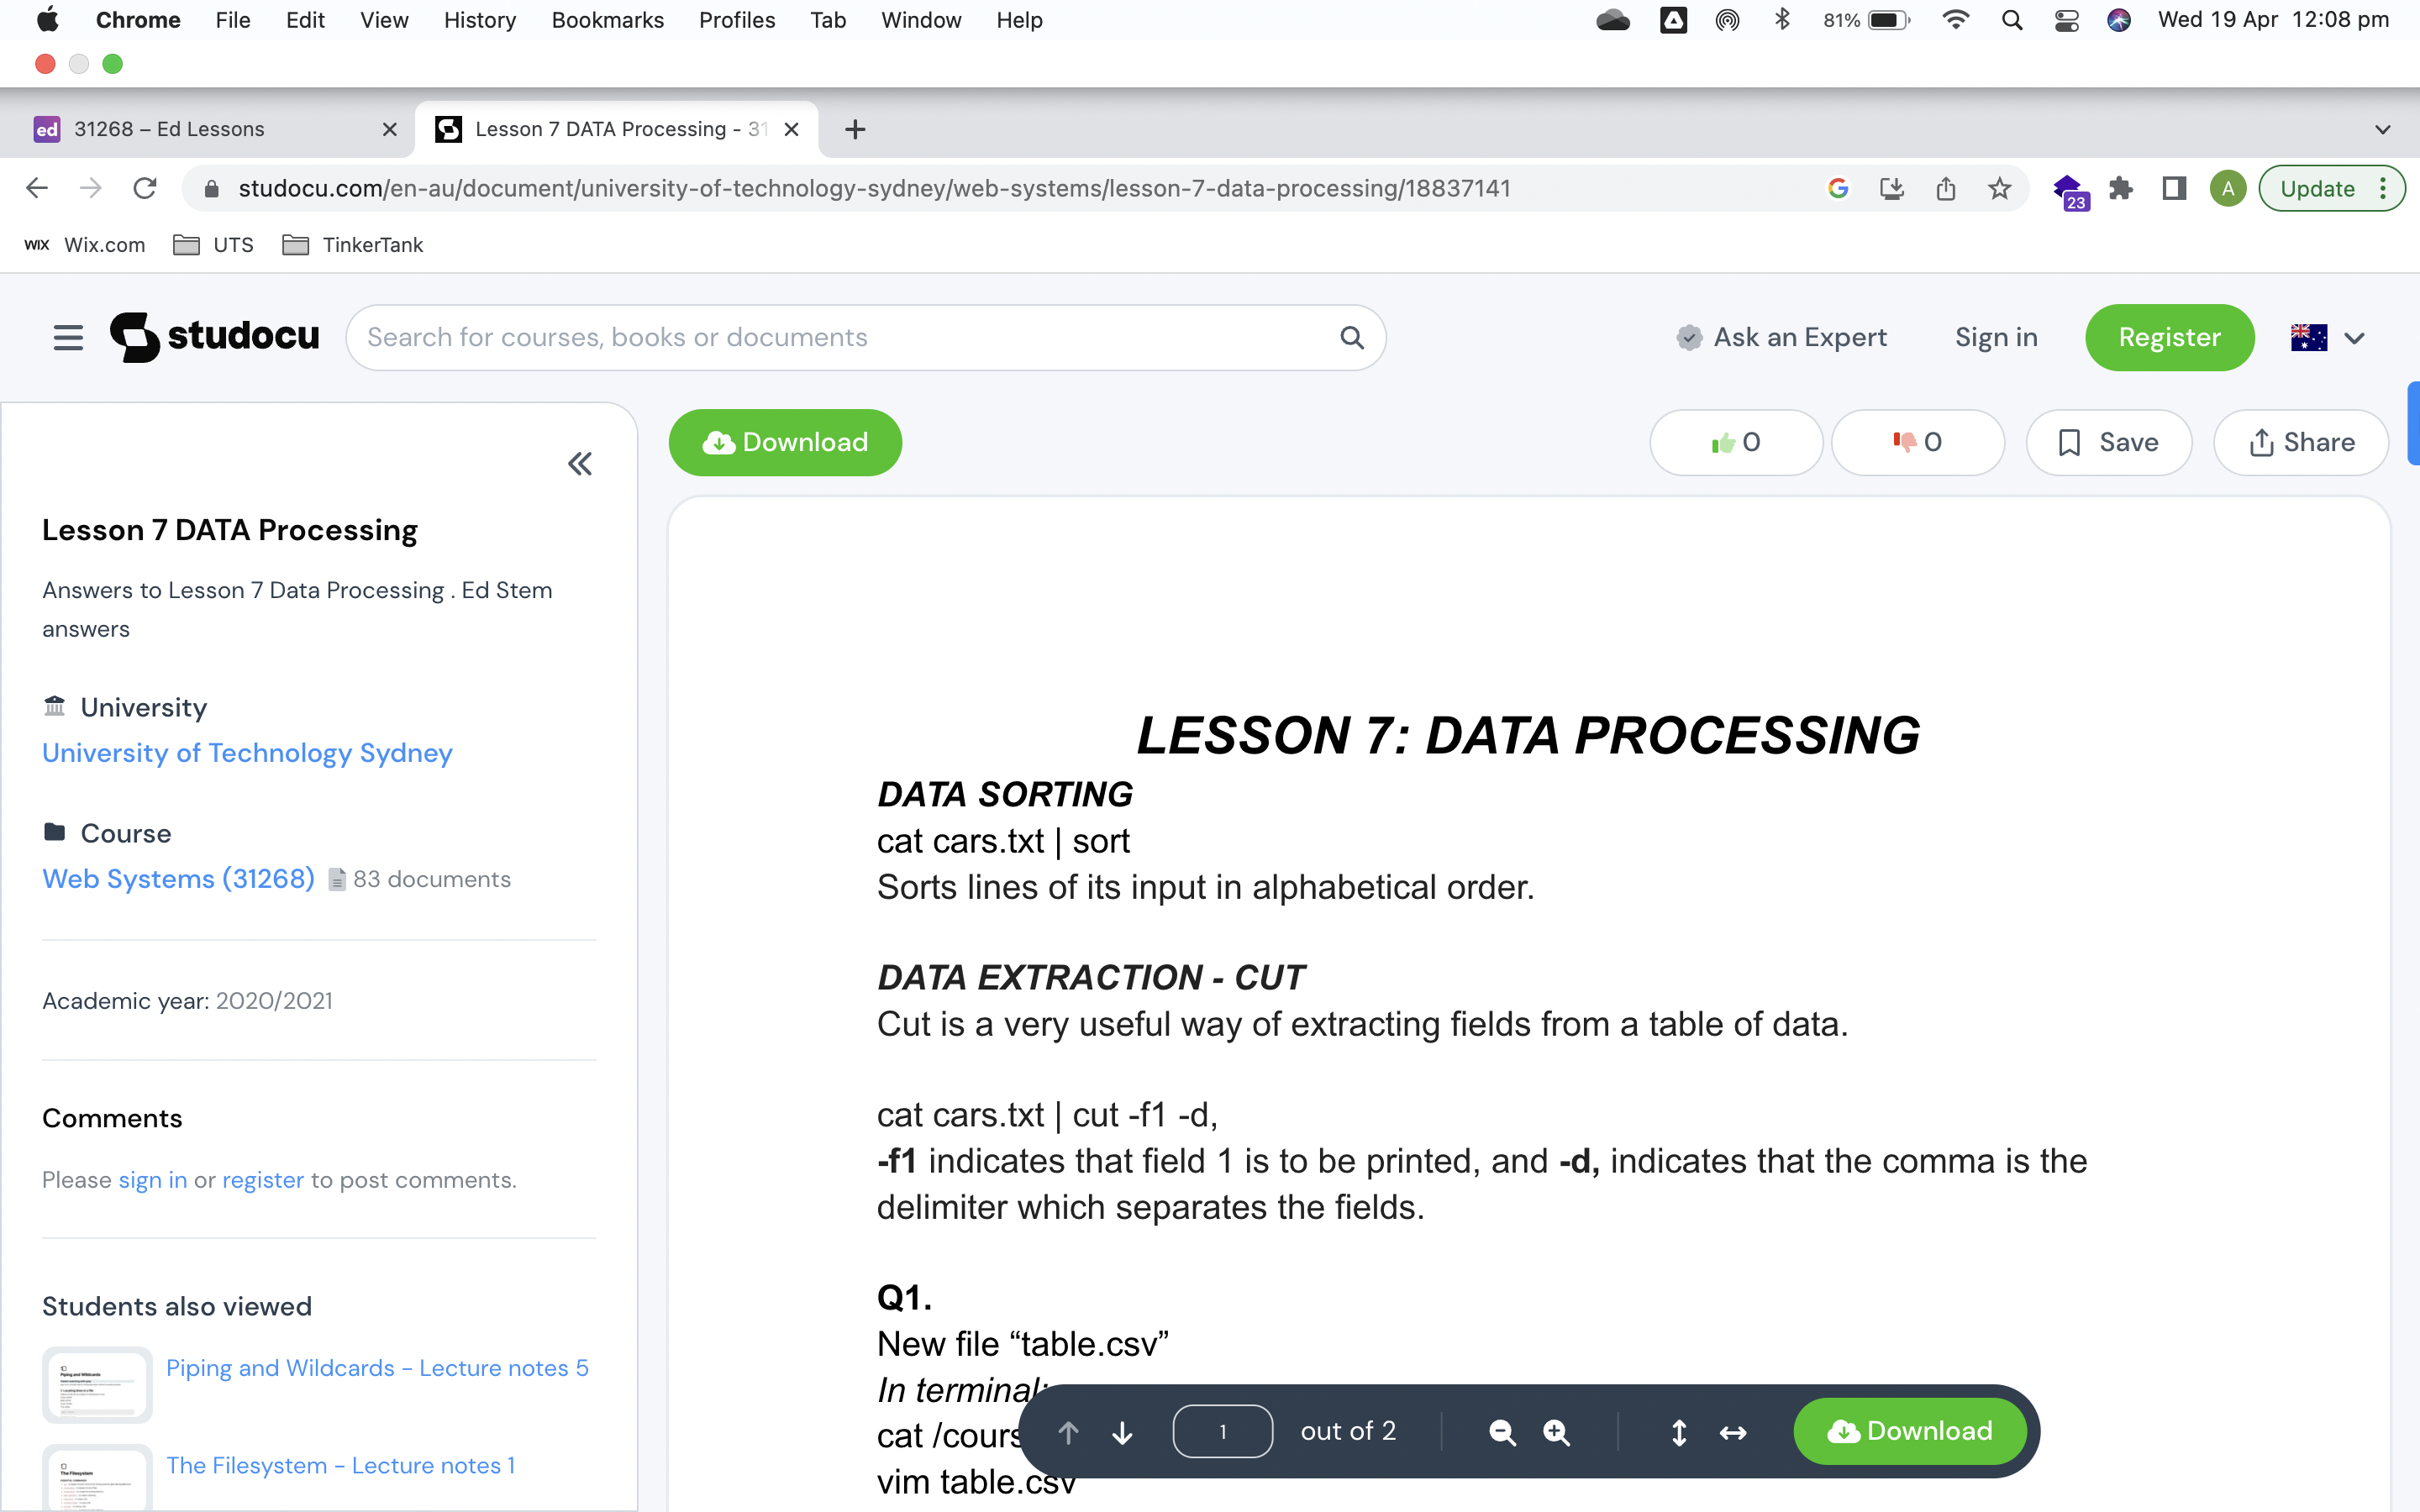 Chrome File Edit View History Bookmarks Profiles Tab Window Help 81% Wed 19 Apr 12:08 pm
ed 31268 – Ed Lessons Lesson 7 DATA Processing - 31
studocu.com/en-au/document/university-of-technology-sydney/web-systems/lesson-7-data-processing/18837141 23 A Update
WIX Wix.com UTS TinkerTank
studocu Search for courses, books or documents Ask an Expert Sign in Register
Download 0 0 Save Share
Lesson 7 DATA Processing
Answers to Lesson 7 Data Processing . Ed Stem
answers
University
University of Technology Sydney
Course
Web Systems (31268) 83 documents
Academic year: 2020/2021
Comments
Please sign in or register to post comments.
Students also viewed
Piping and Wildcards - Lecture notes 5
The Filesystem - Lecture notes 1
LESSON 7: DATA PROCESSING
DATA SORTING
cat cars.txt | sort
Sorts lines of its input in alphabetical order.
DATA EXTRACTION - CUT
Cut is a very useful way of extracting fields from a table of data.
cat cars.txt | cut -f1 -d,
-f1 indicates that field 1 is to be printed, and -d, indicates that the comma is the
delimiter which separates the fields.
Q1.
New file “table.csv”
In terminal:
cat /cours
vim table.csv
1 out of 2 Download